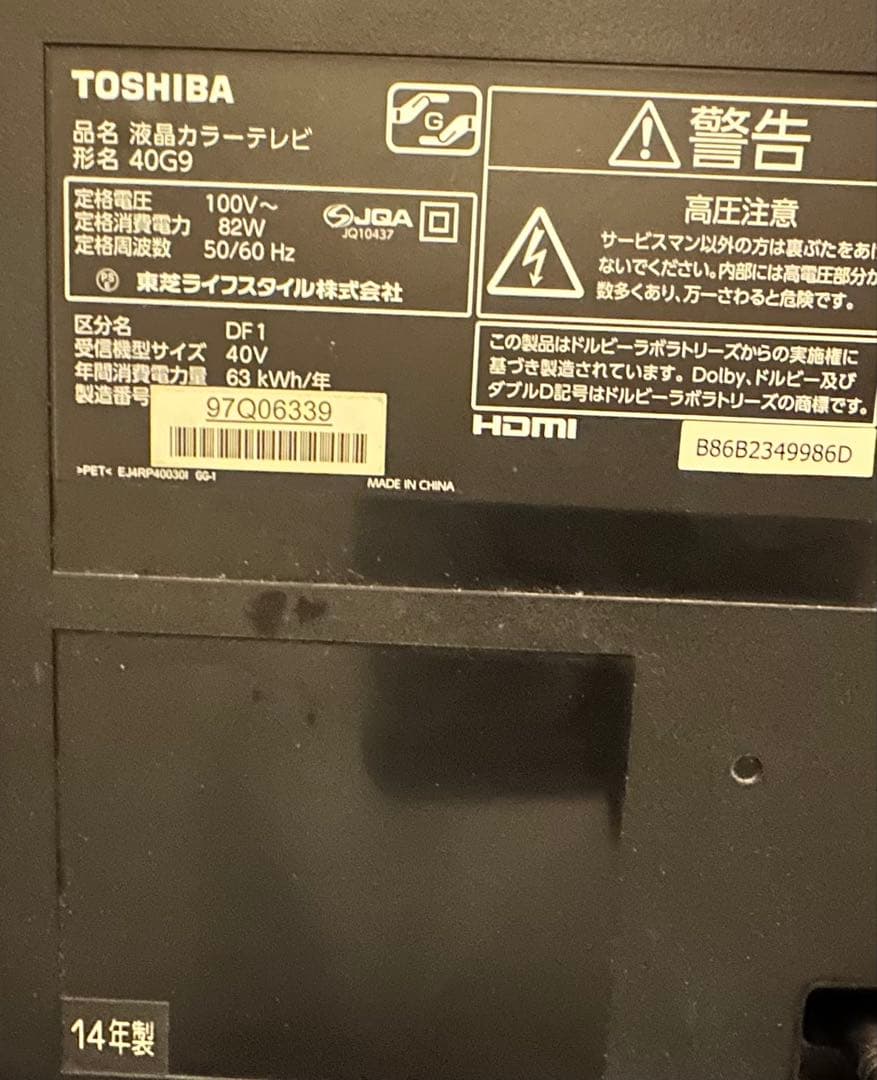 TOSHIBA
品名 液晶カラーテレビ
形名 40G9
G
定格電圧 100V～
定格消費電力 82W
定格周波数 50/60 Hz
JQA
JQ10437
PS
東芝ライフスタイル株式会社
区分名 DF1
受信機型サイズ 40V
年間消費電力量 63 kWh/年
製造番号
97Q06339
>PET< EJ4RP40030I GG-1
MADE IN CHINA
警告
高圧注意
サービスマン以外の方は裏ぶたをあけ
ないでください。内部には高電圧部分が
数多くあり、万一さわると危険です。
この製品はドルビーラボラトリーズからの実施権に
基づき製造されています。Dolby、ドルビー及び
ダブルD記号はドルビーラボラトリーズの商標です。
HDMI
B86B2349986D
14年製